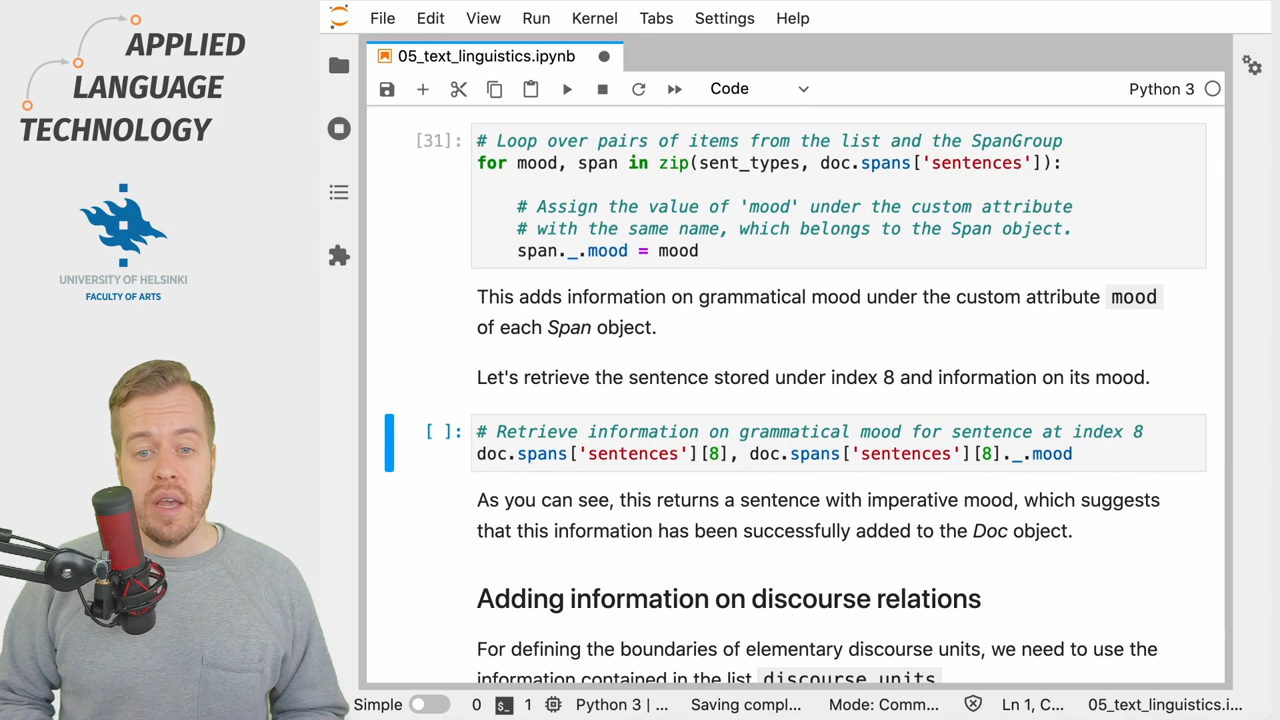 APPLIED
LANGUAGE
TECHNOLOGY
UNIVERSITY OF HELSINKI
FACULTY OF ARTS
File Edit View Run Kernel Tabs Settings Help
05_text_linguistics.ipynb
Code
Python 3
[31]:
# Loop over pairs of items from the list and the SpanGroup
for mood, span in zip(sent_types, doc.spans['sentences']):
# Assign the value of 'mood' under the custom attribute
# with the same name, which belongs to the Span object.
span._.mood = mood
This adds information on grammatical mood under the custom attribute mood
of each Span object.
Let's retrieve the sentence stored under index 8 and information on its mood.
[ ]:
# Retrieve information on grammatical mood for sentence at index 8
doc.spans['sentences'][8], doc.spans['sentences'][8]._.mood
As you can see, this returns a sentence with imperative mood, which suggests
that this information has been successfully added to the Doc object.
Adding information on discourse relations
For defining the boundaries of elementary discourse units, we need to use the
information contained in the list discourse_units
Simple 0 1 Python 3 | ... Saving compl... Mode: Comm... Ln 1, C... 05_text_linguistics.i...